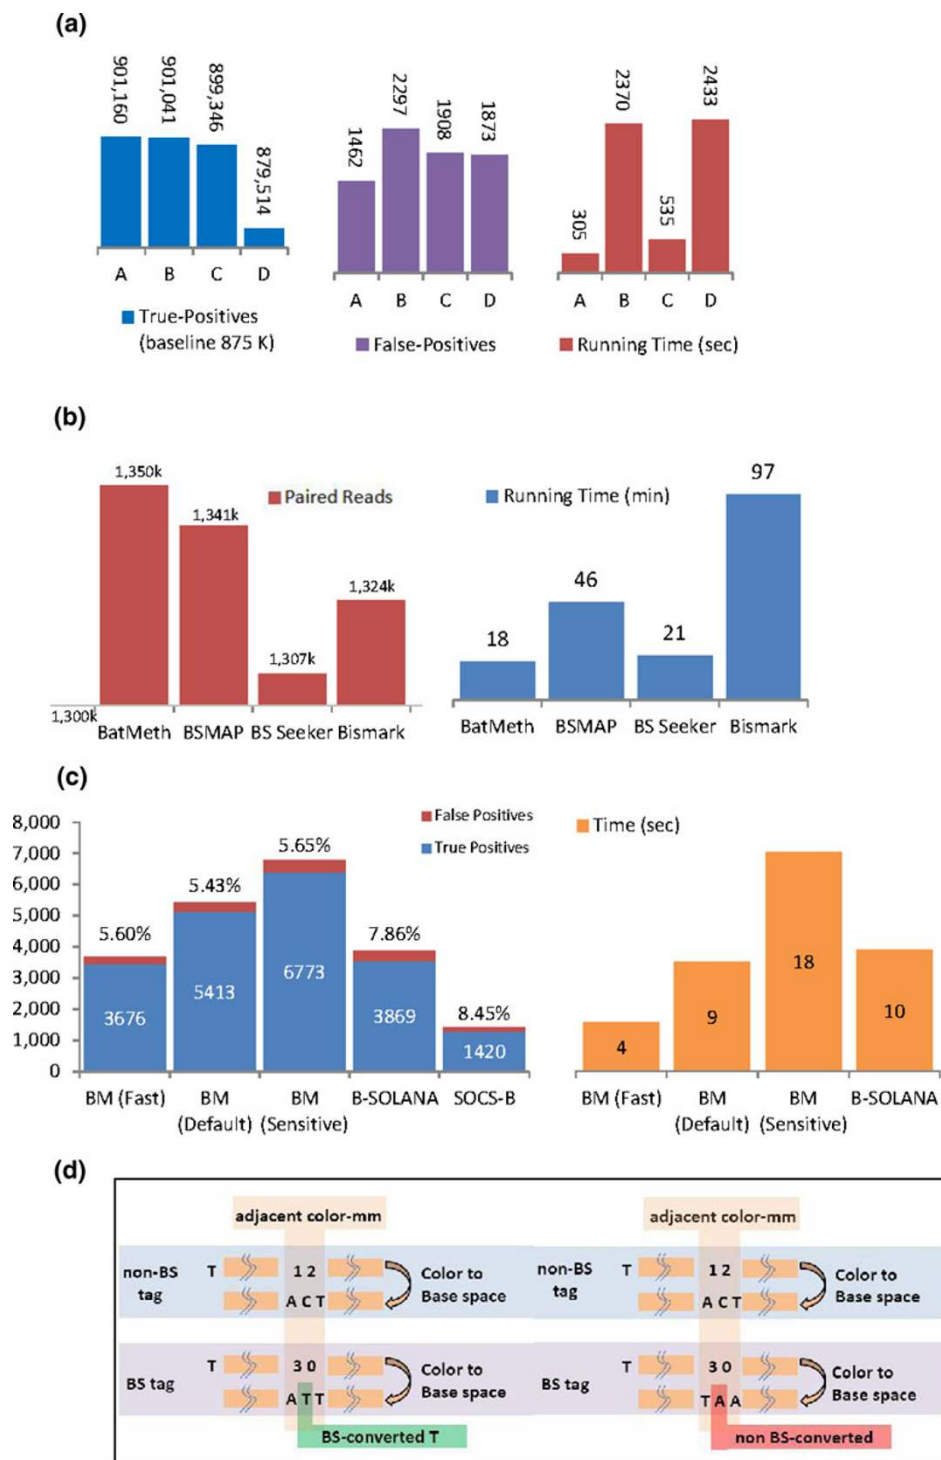 (a)
901,160
901,041
899,346
879,514
A B C D
True-Positives
(baseline 875 K)
1462
2297
1908
1873
A B C D
False-Positives
305
2370
535
2433
A B C D
Running Time (sec)
(b)
1,350k
1,341k
1,307k
1,324k
Paired Reads
1,300k
BatMeth BSMAP BS Seeker Bismark
Running Time (min)
18
46
21
97
BatMeth BSMAP BS Seeker Bismark
(c)
8,000
7,000
6,000
5,000
4,000
3,000
2,000
1,000
0
False Positives
True Positives
5.60%
5.43%
5.65%
7.86%
8.45%
3676
5413
6773
3869
1420
BM (Fast) BM B-SOLANA SOCS-B
(Default) BM
(Sensitive)
Time (sec)
4
9
18
10
BM (Fast) BM BM B-SOLANA
(Default) (Sensitive)
(d)
adjacent color-mm
non-BS
tag
T 1 2
A C T
Color to
Base space
BS tag
T 3 0
A T T
Color to
Base space
BS-converted T
adjacent color-mm
non-BS
tag
T 1 2
A C T
Color to
Base space
BS tag
T 3 0
T A A
Color to
Base space
non BS-converted